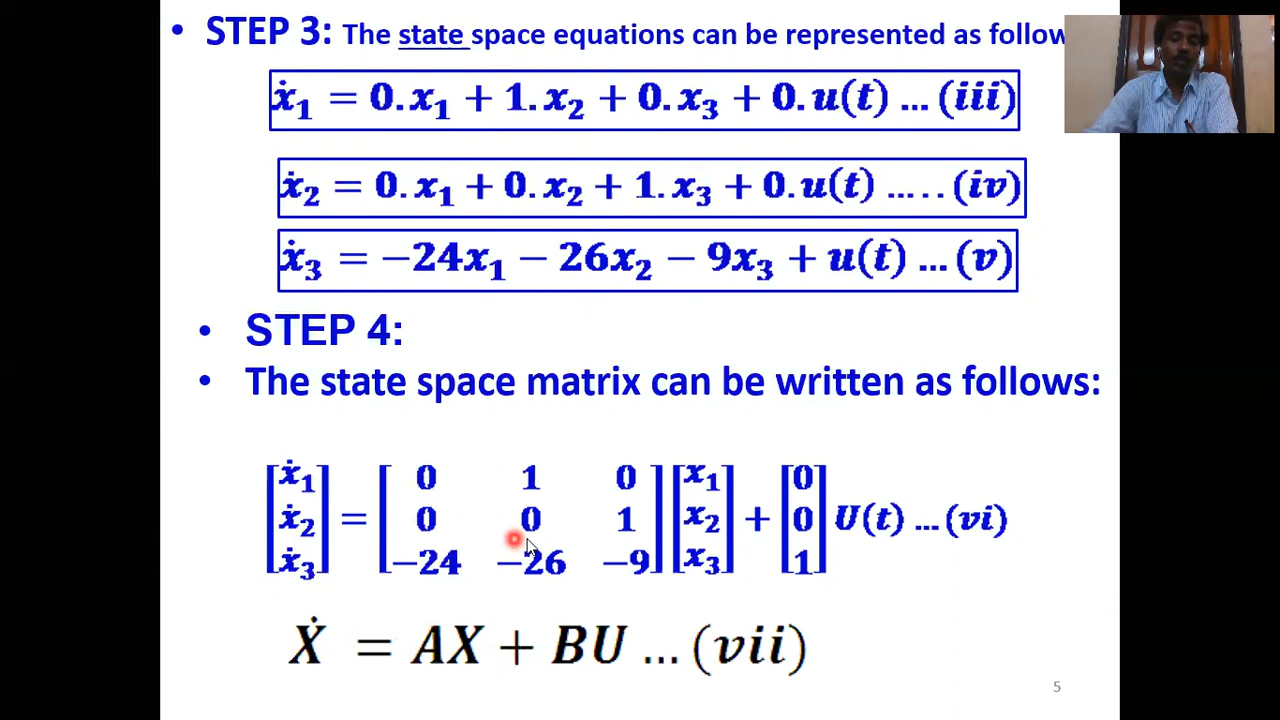 • STEP 3: The state space equations can be represented as follow
ẋ₁ = 0.x₁ + 1.x₂ + 0.x₃ + 0.u(t) … (iii)
ẋ₂ = 0.x₁ + 0.x₂ + 1.x₃ + 0.u(t) ….. (iv)
ẋ₃ = −24x₁ − 26x₂ − 9x₃ + u(t) … (v)
• STEP 4:
• The state space matrix can be written as follows:
[ẋ₁] = [0 1 0] [x₁] + [0]
[ẋ₂] = [0 0 1] [x₂] + [0] U(t) … (vi)
[ẋ₃] = [−24 −26 −9] [x₃] + [1]
Ẋ = AX + BU … (vii)
5